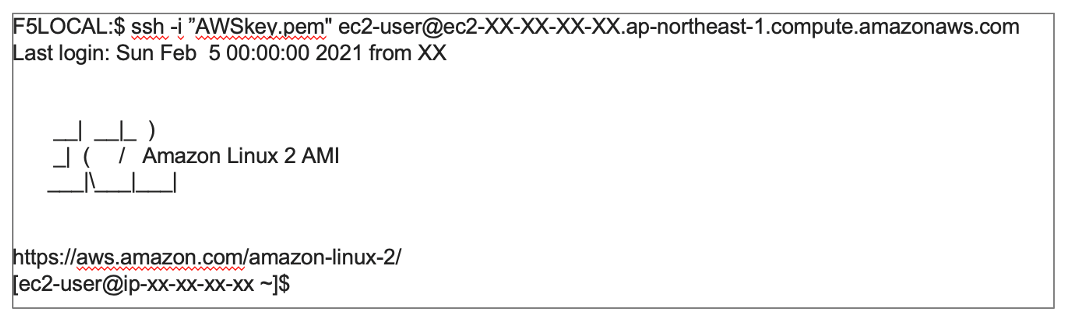 F5LOCAL:$ ssh -i ”AWSkey.pem" ec2-user@ec2-XX-XX-XX-XX.ap-northeast-1.compute.amazonaws.com
Last login: Sun Feb  5 00:00:00 2021 from XX
__|  __|_  )
_|  (     /   Amazon Linux 2 AMI
___|\___|___|
https://aws.amazon.com/amazon-linux-2/
[ec2-user@ip-xx-xx-xx-xx ~]$